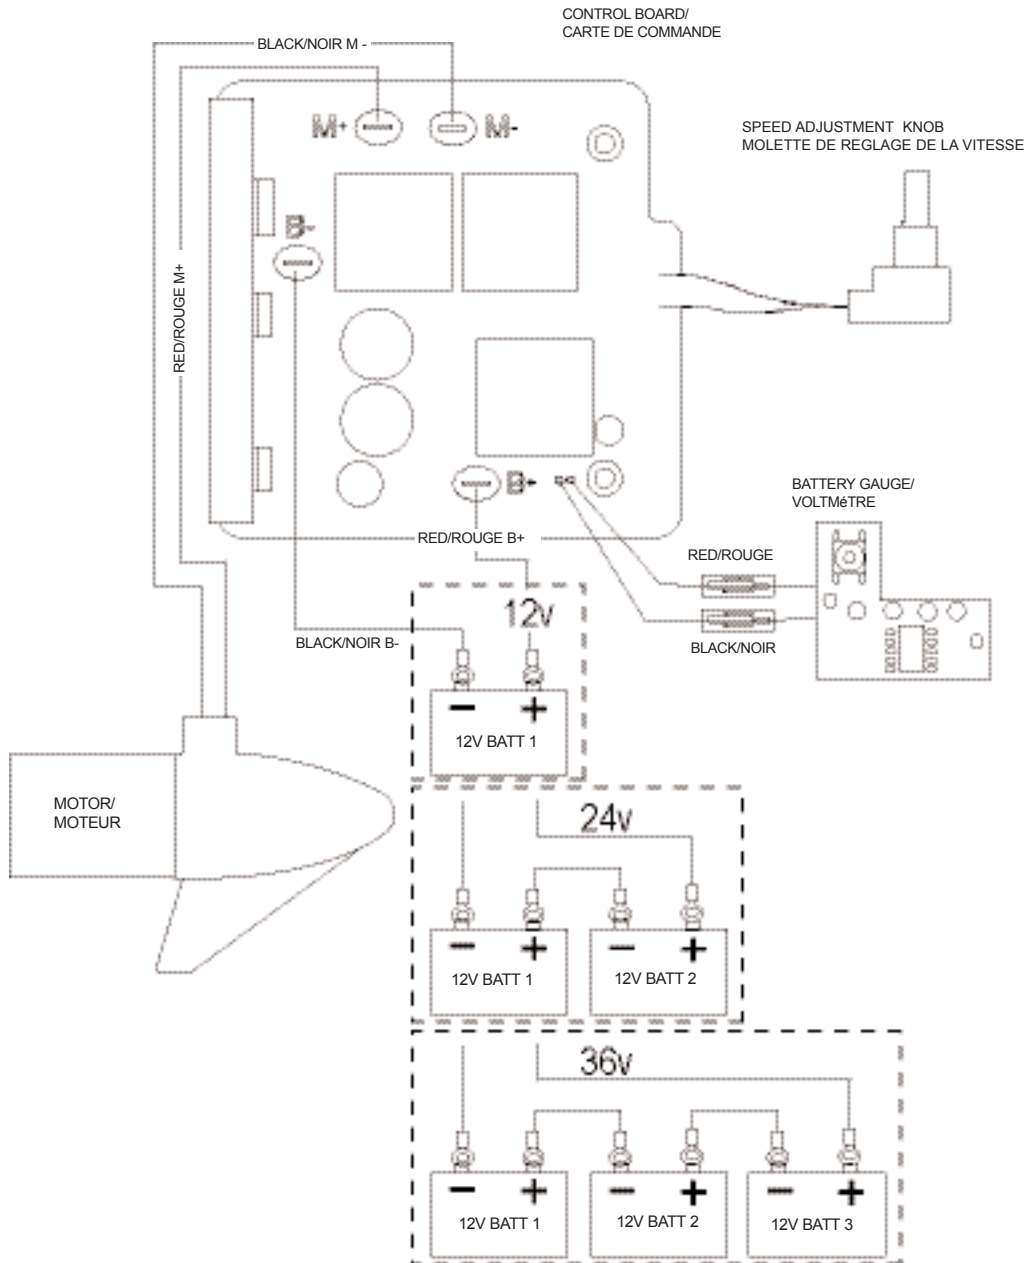 CONTROL BOARD/
CARTE DE COMMANDE
BLACK/NOIR M -
M+
M-
SPEED ADJUSTMENT KNOB
MOLETTE DE REGLAGE DE LA VITESSE
B-
RED/ROUGE M+
B+
BATTERY GAUGE/
VOLTMéTRE
RED/ROUGE B+
RED/ROUGE
12v
BLACK/NOIR B-
BLACK/NOIR
- +
12V BATT 1
MOTOR/
MOTEUR
24v
- + - +
12V BATT 1
12V BATT 2
36v
- + - + - +
12V BATT 1
12V BATT 2
12V BATT 3